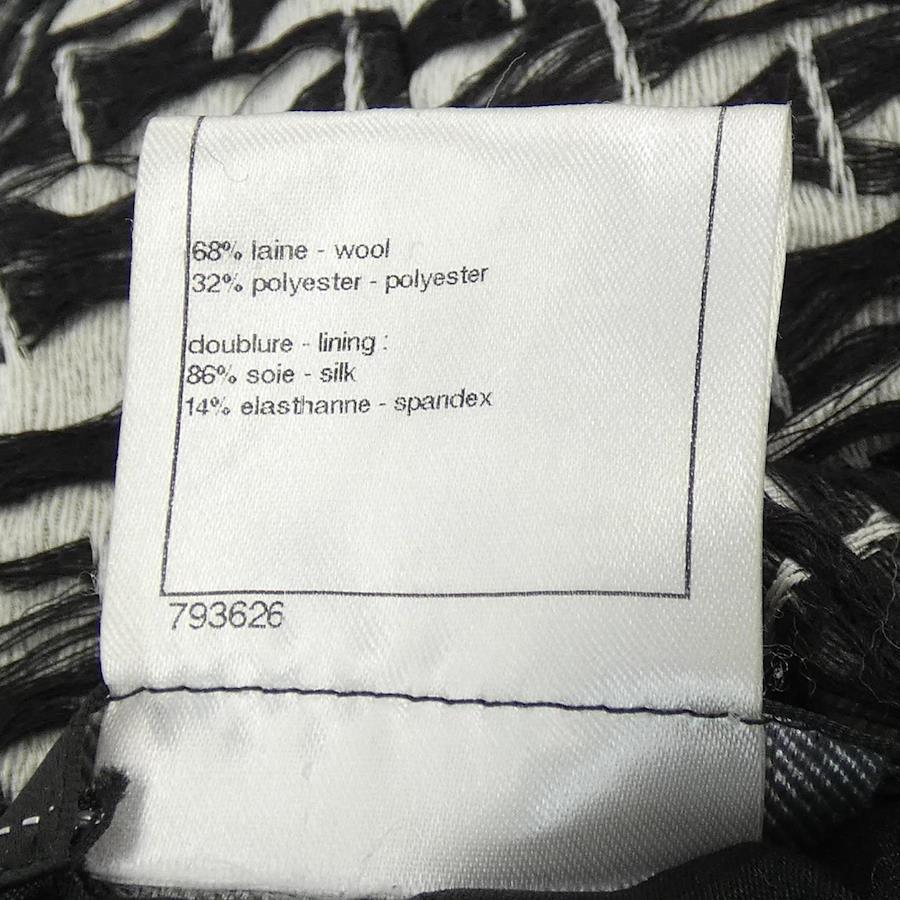 68% laine - wool
32% polyester - polyester
doublure - lining :
86% soie - silk
14% elasthanne - spandex
793626